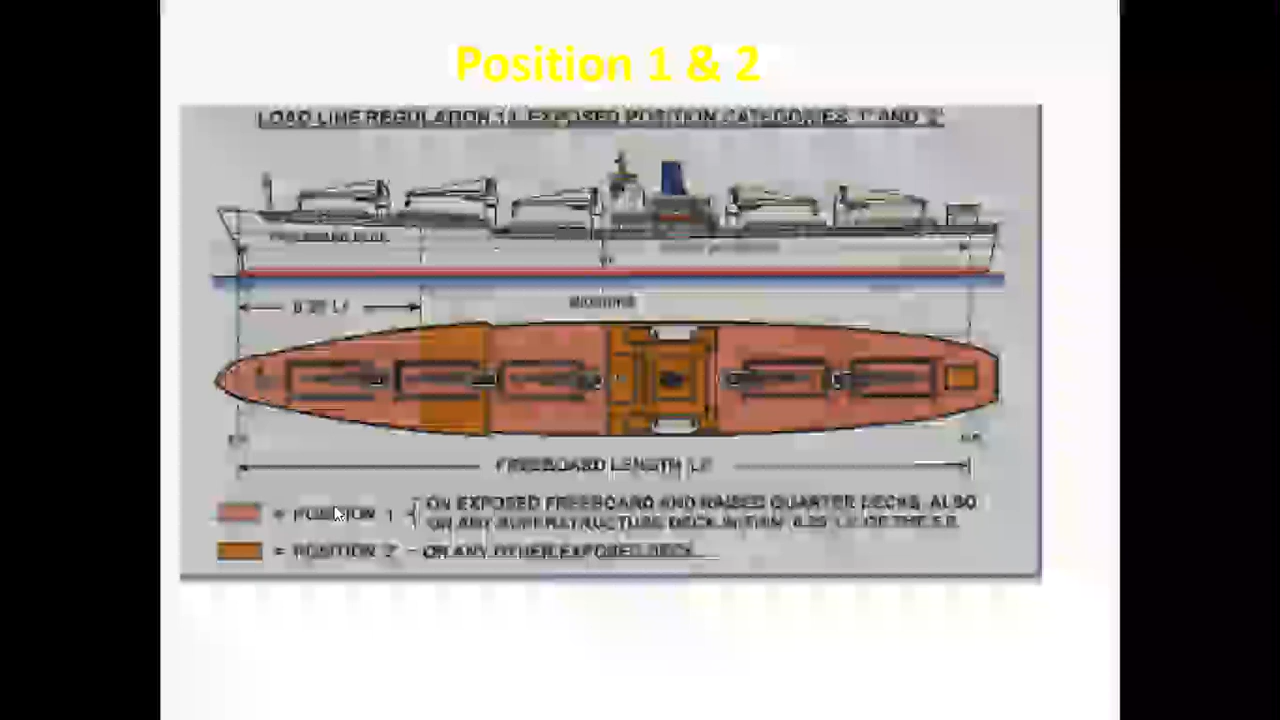 Position 1 & 2
LOAD LINE REGULATION EXPOSED POSITION CATEGORIES '1' AND '2'
0.25 Lf
FREEBOARD LENGTH Lf
= POSITION 1 ON EXPOSED FREEBOARD AND RAISED QUARTER DECKS, ALSO
ON ANY SUPERSTRUCTURE DECK WITHIN 0.25 Lf OF THE F.P.
= POSITION 2 - ON ANY OTHER EXPOSED DECK